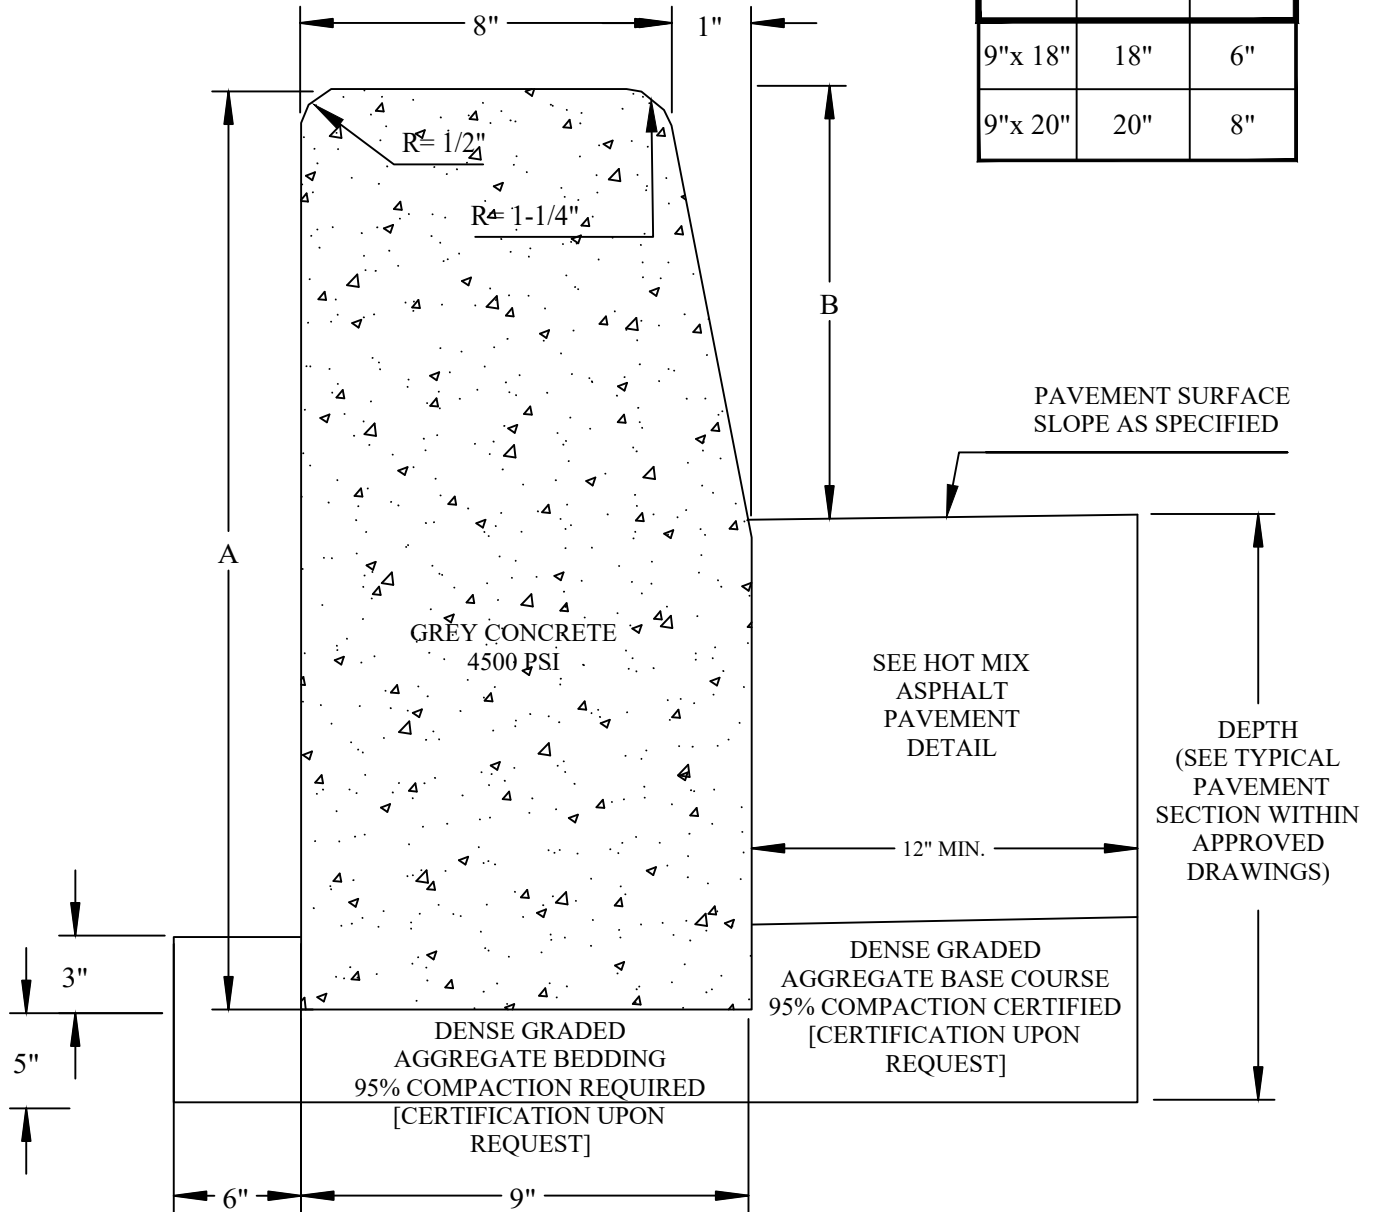 8"
1"
9"x 18" 18" 6"
9"x 20" 20" 8"
R= 1/2"
R= 1-1/4"
B
PAVEMENT SURFACE
SLOPE AS SPECIFIED
A
GREY CONCRETE
4500 PSI
SEE HOT MIX
ASPHALT
PAVEMENT
DETAIL
DEPTH
(SEE TYPICAL
PAVEMENT
SECTION WITHIN
APPROVED
DRAWINGS)
12" MIN.
3"
5"
DENSE GRADED
AGGREGATE BASE COURSE
95% COMPACTION CERTIFIED
[CERTIFICATION UPON
REQUEST]
DENSE GRADED
AGGREGATE BEDDING
95% COMPACTION REQUIRED
[CERTIFICATION UPON
REQUEST]
6"
9"